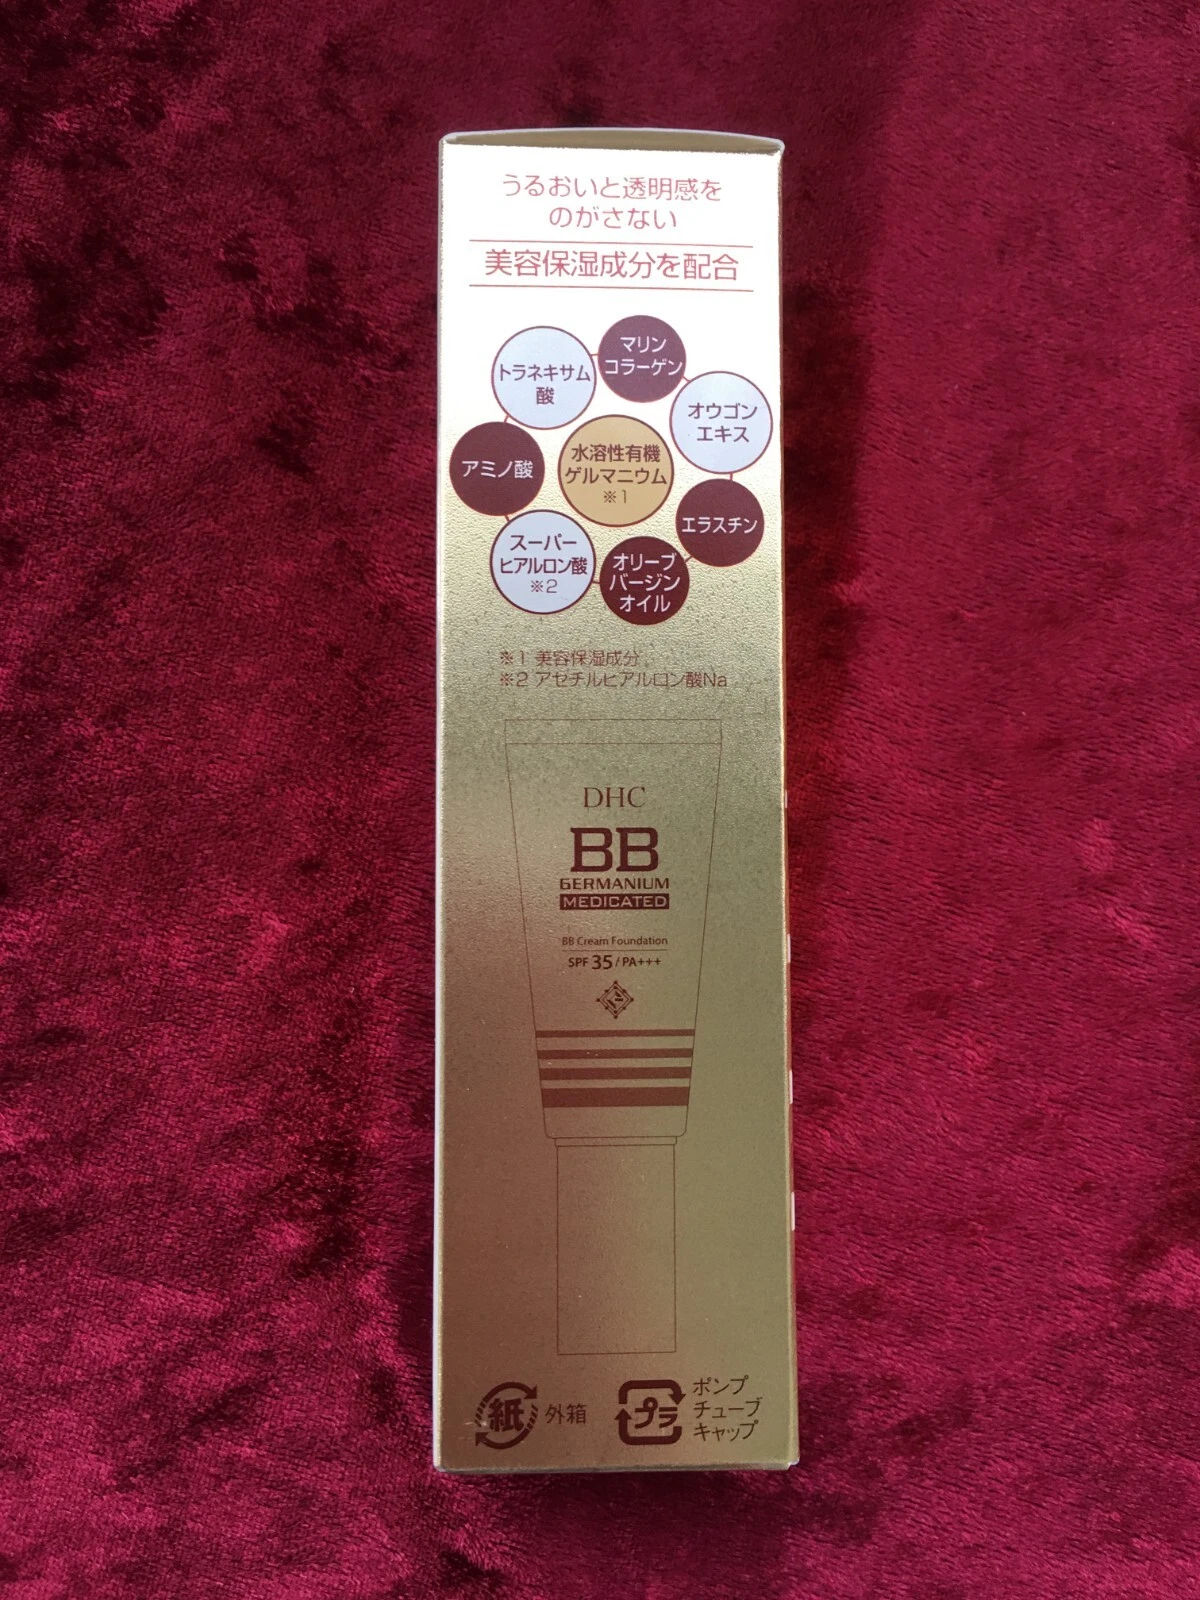 うるおいと透明感を
のがさない
美容保湿成分を配合
マリン
コラーゲン
トラネキサム
酸
オウゴン
エキス
アミノ酸
水溶性有機
ゲルマニウム
※1
エラスチン
スーパー
ヒアルロン酸
※2
オリーブ
バージン
オイル
※1 美容保湿成分
※2 アセチルヒアルロン酸Na
DHC
BB
GERMANIUM
MEDICATED
BB Cream Foundation
SPF 35 / PA+++
紙 外箱
プラ
ポンプ
チューブ
キャップ